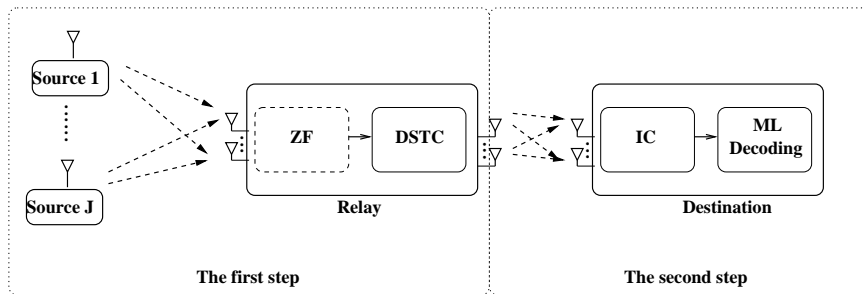 Source 1
Source J
ZF
DSTC
Relay
The first step
IC
ML
Decoding
Destination
The second step